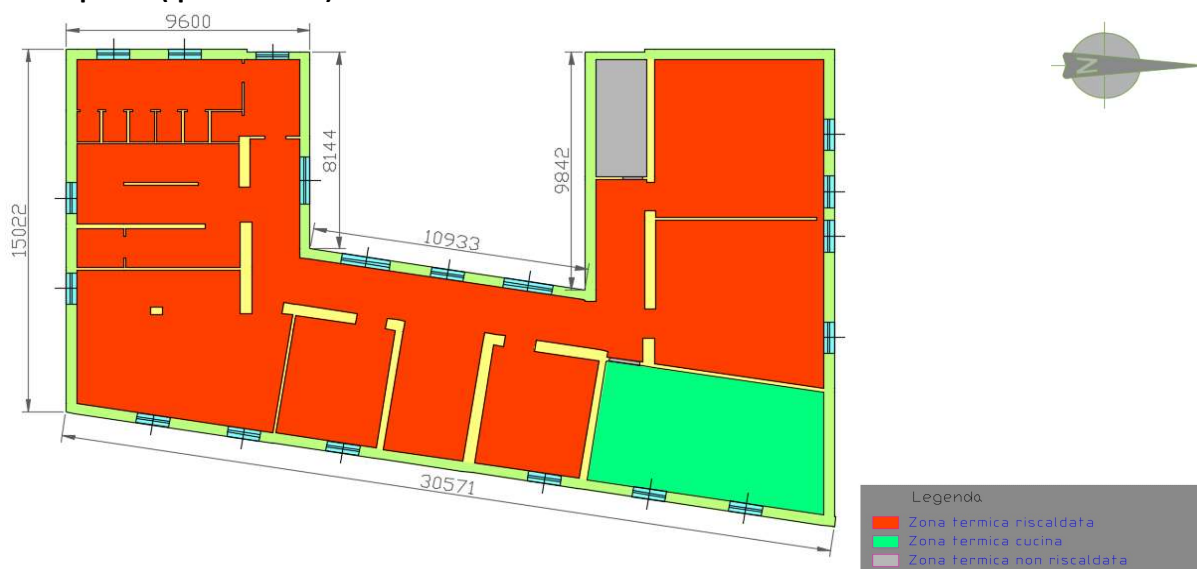 9600
N
15022
8144
9842
10933
30571
Legenda
Zona termica riscaldata
Zona termica cucina
Zona termica non riscaldata